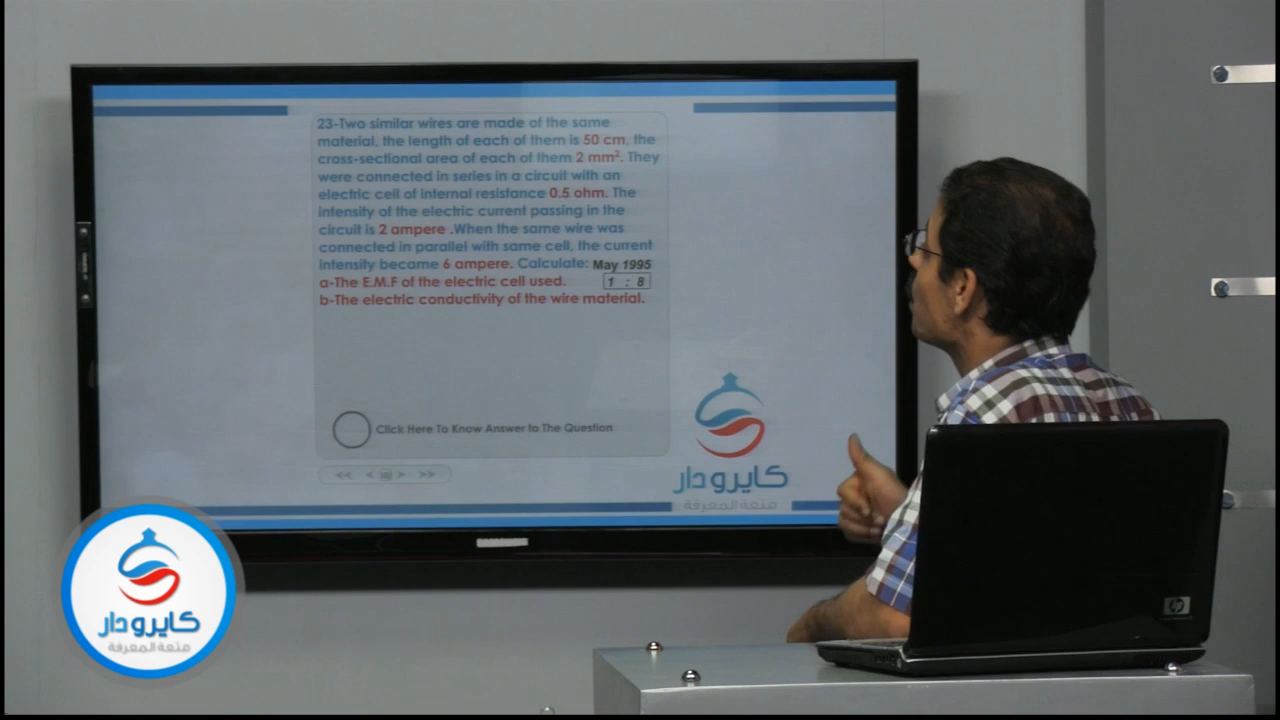 23-Two similar wires are made of the same
material, the length of each of them is 50 cm, the
cross-sectional area of each of them 2 mm². They
were connected in series in a circuit with an
electric cell of internal resistance 0.5 ohm. The
intensity of the electric current passing in the
circuit is 2 ampere .When the same wire was
connected in parallel with same cell, the current
intensity became 6 ampere. Calculate: May 1995
a-The E.M.F of the electric cell used. 1 : 8
b-The electric conductivity of the wire material.
Click Here To Know Answer to The Question
<< < > >>
كايرودار
متعة المعرفة
كايرودار
متعة المعرفة
hp